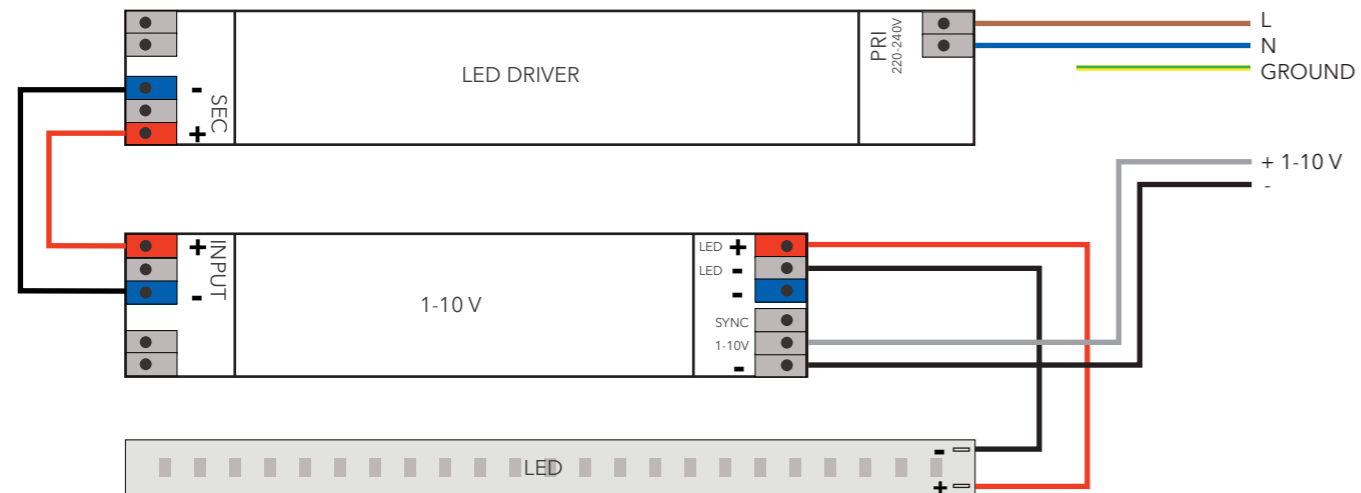 LED DRIVER
PRI
220-240V
L
N
GROUND
-
SEC
+
+ 1-10 V
-
+
INPUT
-
1-10 V
LED +
LED -
-
SYNC
1-10V
-
LED
-
+